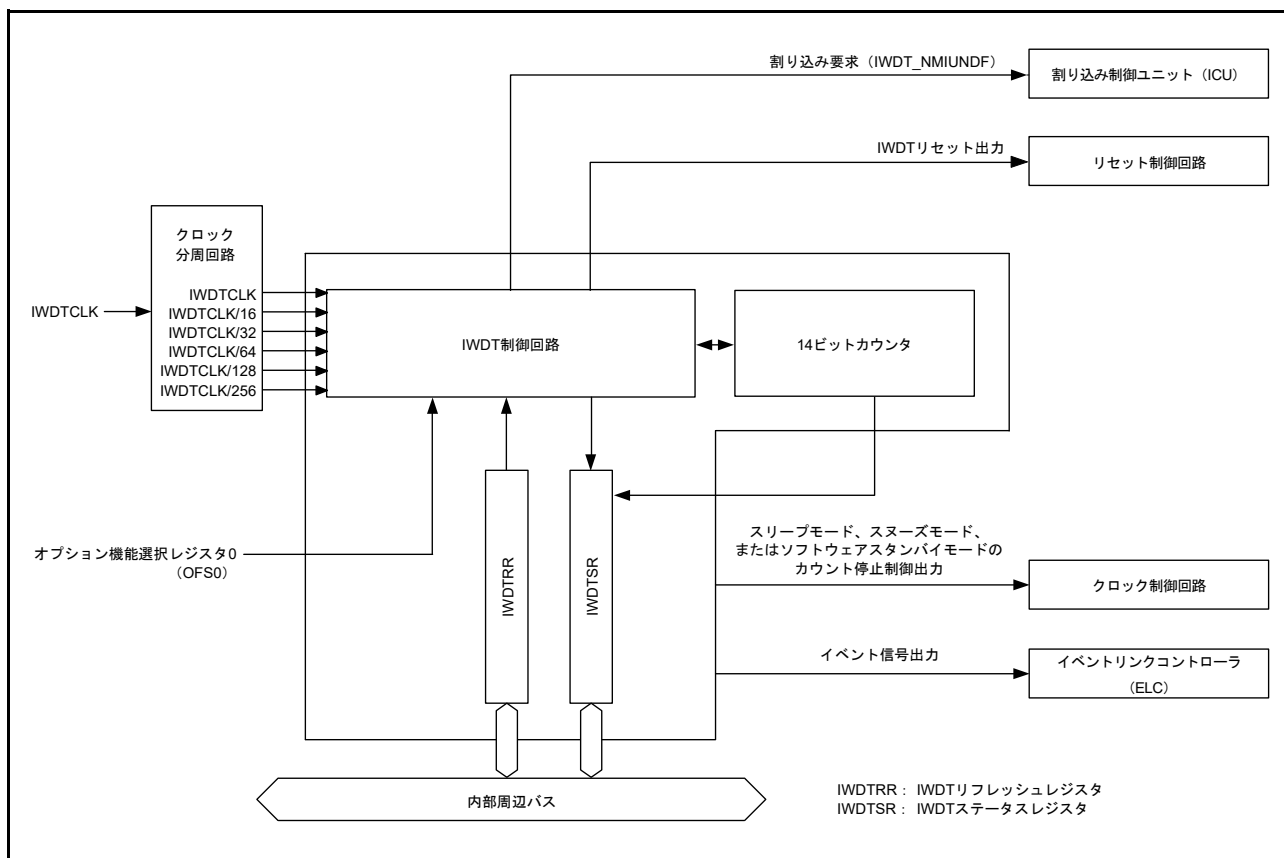 割り込み要求（IWDT_NMIUNDF）
割り込み制御ユニット（ICU）
IWDTリセット出力
リセット制御回路
クロック
分周回路
IWDTCLK
IWDTCLK
IWDTCLK/16
IWDTCLK/32
IWDTCLK/64
IWDTCLK/128
IWDTCLK/256
IWDT制御回路
14ビットカウンタ
オプション機能選択レジスタ0
（OFS0）
IWDTRR
IWDTSR
スリープモード、スヌーズモード、
またはソフトウェアスタンバイモードの
カウント停止制御出力
クロック制御回路
イベント信号出力
イベントリンクコントローラ
（ELC）
内部周辺バス
IWDTRR： IWDTリフレッシュレジスタ
IWDTSR： IWDTステータスレジスタ